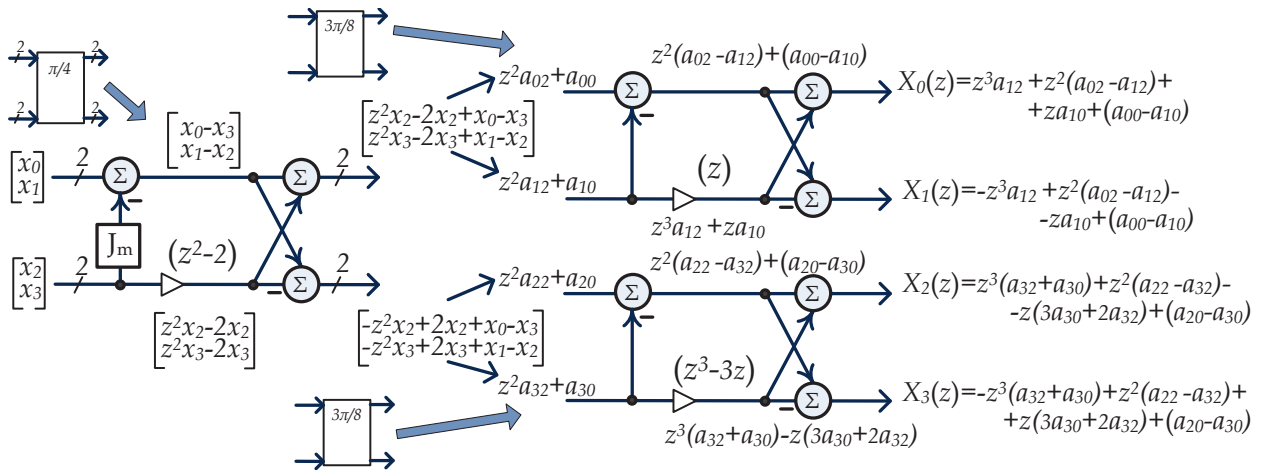 2
2
π/4
2
2
3π/8
[x0
x1]
2
[x0-x3
x1-x2]
Σ
Σ
2
Jm
(z²-2)
[x2
x3]
2
Σ
2
[z²x2-2x2
z²x3-2x3]
z²a02+a00
[z²x2-2x2+x0-x3
z²x3-2x3+x1-x2]
z²a12+a10
z²a22+a20
[-z²x2+2x2+x0-x3
-z²x3+2x3+x1-x2]
z²a32+a30
3π/8
z²(a02-a12)+(a00-a10)
Σ
Σ
(z)
Σ
z³a12+za10
z²(a22-a32)+(a20-a30)
Σ
Σ
(z³-3z)
Σ
z³(a32+a30)-z(3a30+2a32)
X0(z)=z³a12+z²(a02-a12)+
+za10+(a00-a10)
X1(z)=-z³a12+z²(a02-a12)-
-za10+(a00-a10)
X2(z)=z³(a32+a30)+z²(a22-a32)-
-z(3a30+2a32)+(a20-a30)
X3(z)=-z³(a32+a30)+z²(a22-a32)+
+z(3a30+2a32)+(a20-a30)